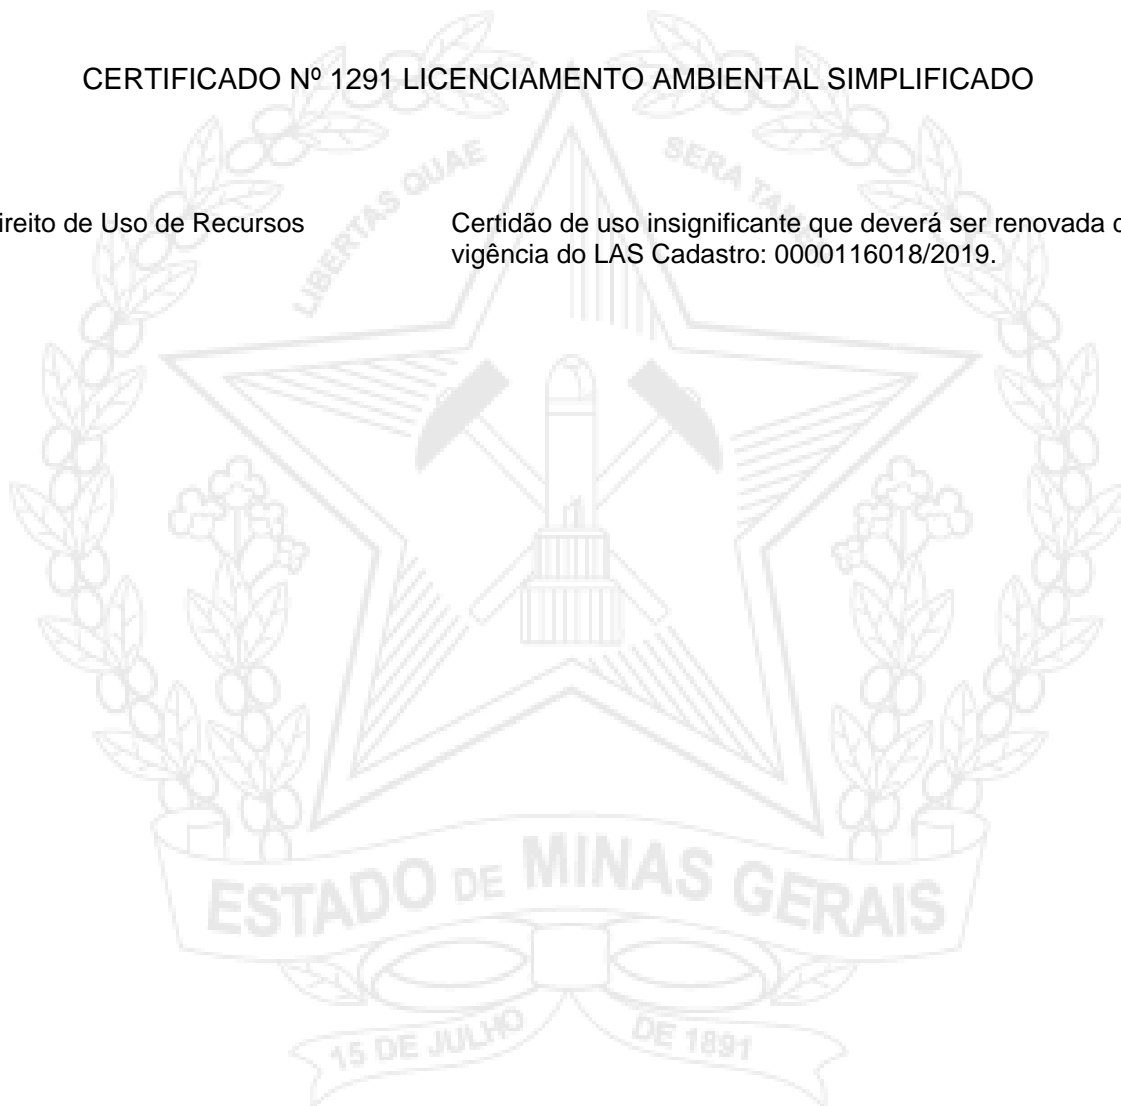 CERTIFICADO Nº 1291 LICENCIAMENTO AMBIENTAL SIMPLIFICADO
LIBERTAS QUAE SERA TAMEN
ireito de Uso de Recursos
Certidão de uso insignificante que deverá ser renovada
vigência do LAS Cadastro: 0000116018/2019.
ESTADO DE MINAS GERAIS
15 DE JULHO DE 1891